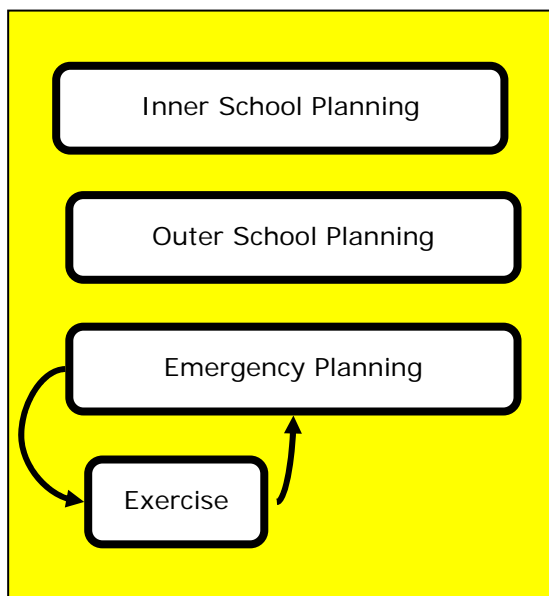 Inner School Planning
Outer School Planning
Emergency Planning
Exercise